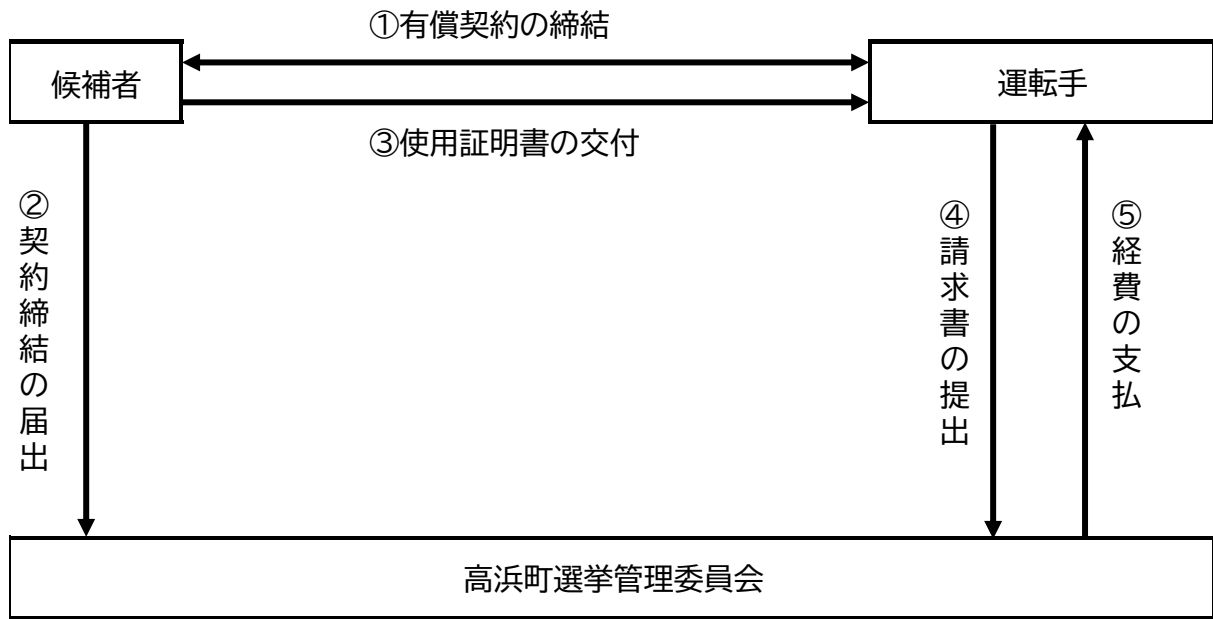 ①有償契約の締結
候補者
運転手
③使用証明書の交付
②契約締結の届出
④請求書の提出
⑤経費の支払
高浜町選挙管理委員会